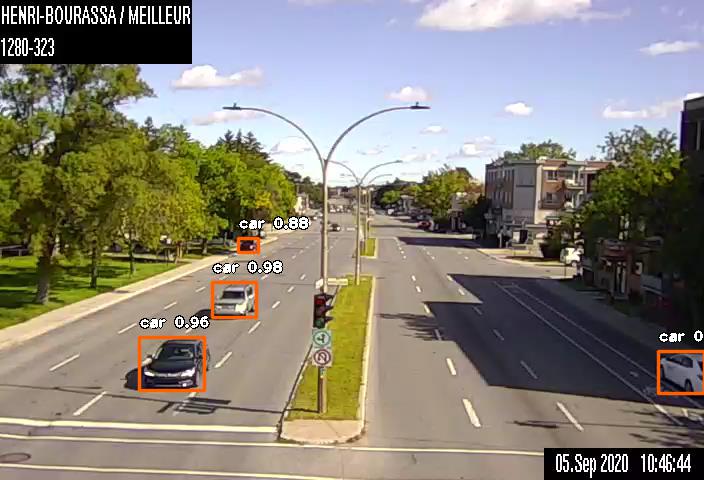 HENRI-BOURASSA / MEILLEUR
1280-323
car 0.88
car 0.98
car 0.96
car 0
05.Sep 2020 10:46:44